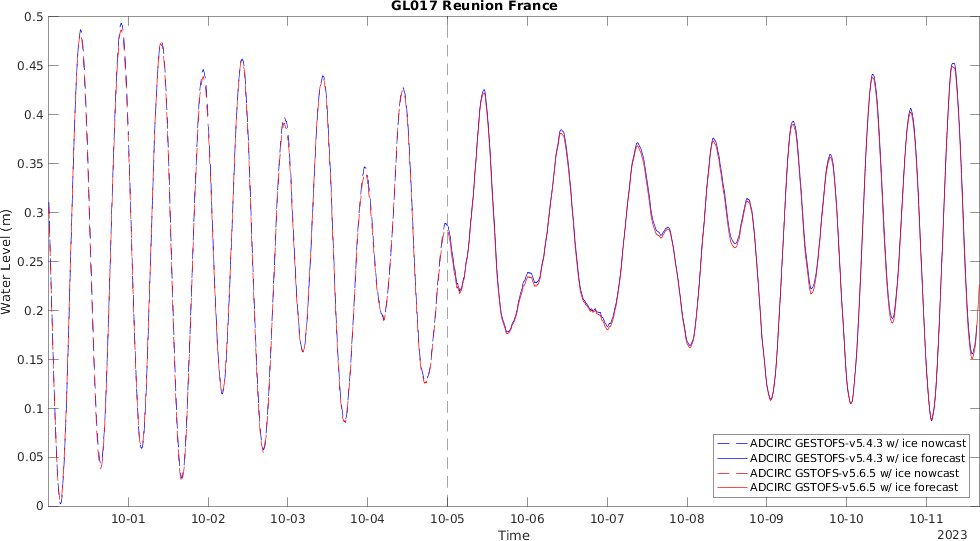 GL017 Reunion France
0.5
0.45
0.4
0.35
0.3
0.25
0.2
0.15
0.1
0.05
0
Water Level (m)
ADCIRC GESTOFS-v5.4.3 w/ ice nowcast
ADCIRC GESTOFS-v5.4.3 w/ ice forecast
ADCIRC GSTOFS-v5.6.5 w/ ice nowcast
ADCIRC GSTOFS-v5.6.5 w/ ice forecast
10-01 10-02 10-03 10-04 10-05 10-06 10-07 10-08 10-09 10-10 10-11
Time
2023